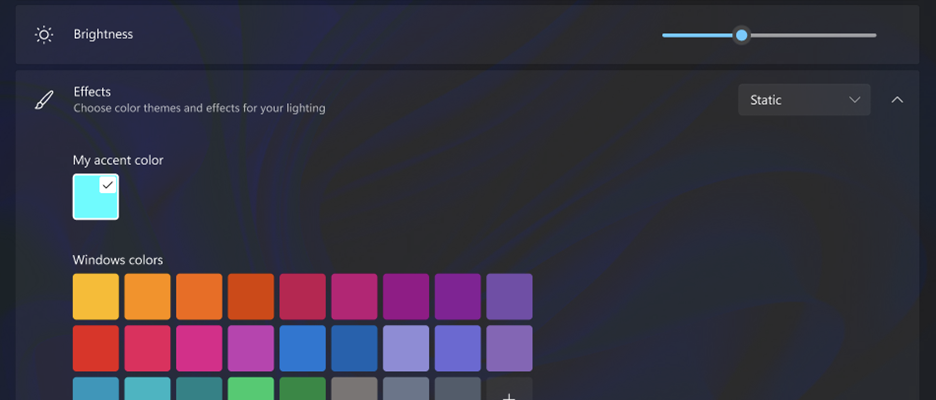 Brightness
Effects
Choose color themes and effects for your lighting
Static
My accent color
Windows colors